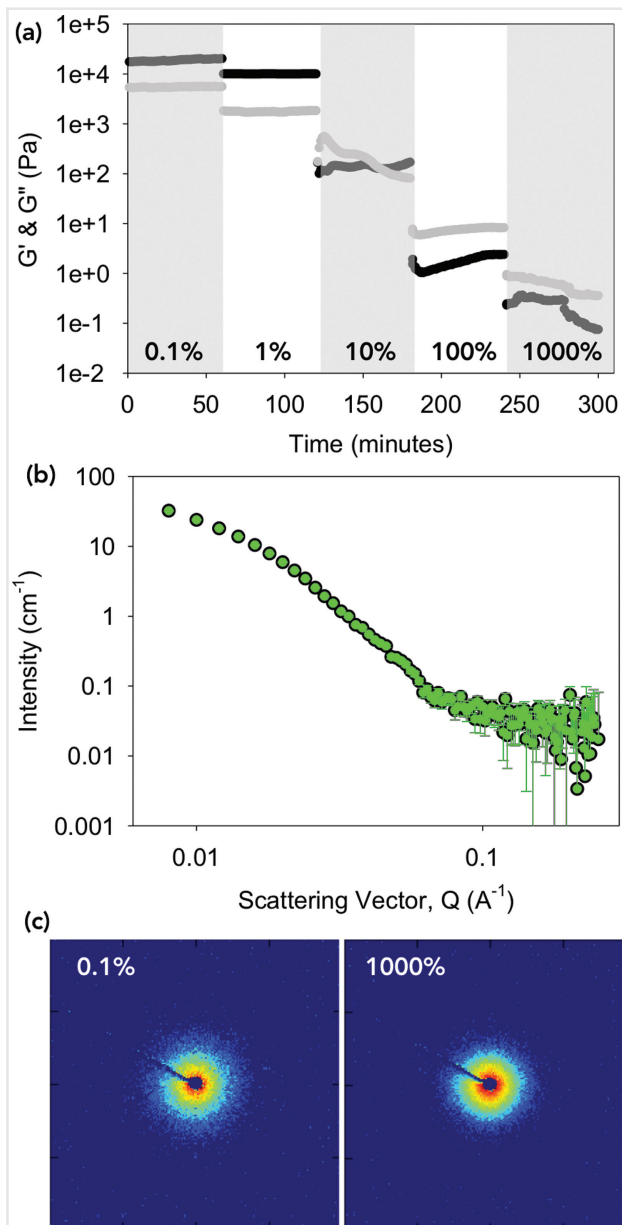 (a)
1e+5
1e+4
1e+3
1e+2
1e+1
1e+0
1e-1
1e-2
G' & G" (Pa)
0.1% 1% 10% 100% 1000%
0 50 100 150 200 250 300
Time (minutes)
(b)
100
10
1
0.1
0.01
0.001
Intensity (cm⁻¹)
0.01 0.1
Scattering Vector, Q (A⁻¹)
(c)
0.1% 1000%